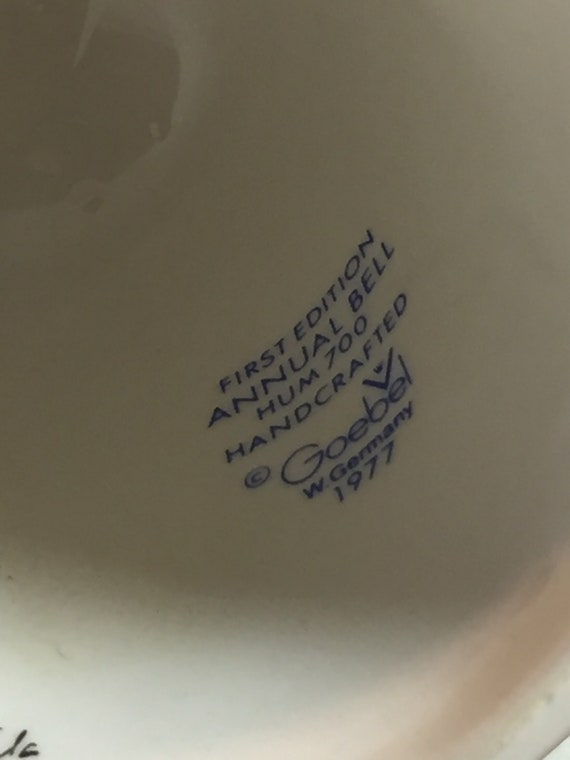 FIRST EDITION
ANNUAL BELL
HUM 700
HANDCRAFTED
© Goebel
W. Germany
1977